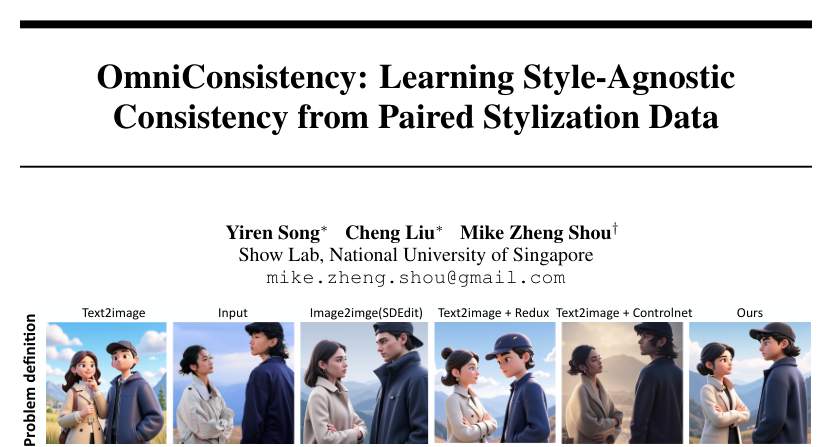 OmniConsistency: Learning Style-Agnostic
Consistency from Paired Stylization Data
Yiren Song* Cheng Liu* Mike Zheng Shou†
Show Lab, National University of Singapore
mike.zheng.shou@gmail.com
Text2image Input Image2imge(SDEdit) Text2image + Redux Text2image + Controlnet Ours
Problem definition